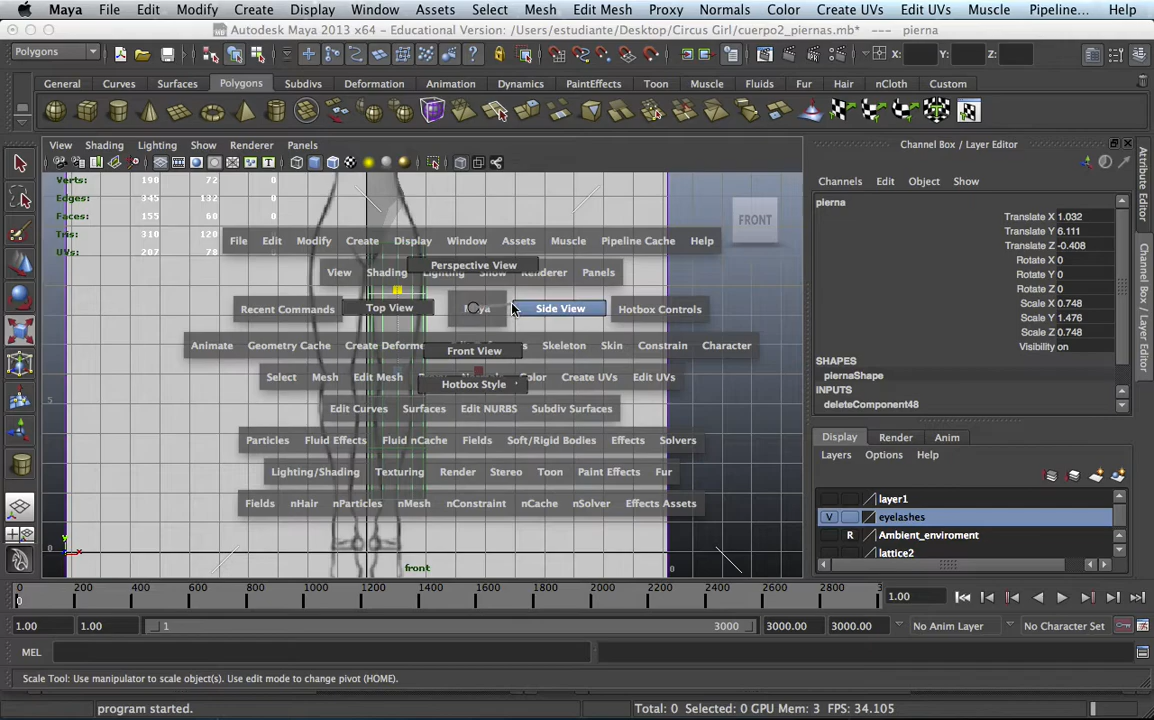 Maya File Edit Modify Create Display Window Assets Select Mesh Edit Mesh Proxy Normals Color Create UVs Edit UVs Muscle Pipeline... Help
Autodesk Maya 2013 x64 - Educational Version: /Users/estudiante/Desktop/Circus Girl/cuerpo2_piernas.mb* --- pierna
Polygons X: Y: Z:
General Curves Surfaces Polygons Subdivs Deformation Animation Dynamics PaintEffects Toon Muscle Fluids Fur Hair nCloth Custom
View Shading Lighting Show Renderer Panels
Channel Box / Layer Editor
Verts: 190 72 0
Edges: 345 132 0
Faces: 155 60 0
Tris: 310 120 0
UVs: 207 78 0
FRONT
Channels Edit Object Show
pierna
Translate X 1.032
Translate Y 6.111
Translate Z -0.408
Rotate X 0
Rotate Y 0
Rotate Z 0
Scale X 0.748
Scale Y 1.476
Scale Z 0.748
Visibility on
SHAPES
piernaShape
INPUTS
deleteComponent48
Attribute Editor
Channel Box / Layer Editor
File Edit Modify Create Display Window Assets Muscle Pipeline Cache Help
Perspective View
View Shading Lighting Show Renderer Panels
Recent Commands Top View Side View Hotbox Controls
Animate Geometry Cache Create Deformers Skeleton Skin Constrain Character
Front View
Select Mesh Edit Mesh Color Create UVs Edit UVs
Hotbox Style
Edit Curves Surfaces Edit NURBS Subdiv Surfaces
Particles Fluid Effects Fluid nCache Fields Soft/Rigid Bodies Effects Solvers
Lighting/Shading Texturing Render Stereo Toon Paint Effects Fur
Fields nHair nParticles nMesh nConstraint nCache nSolver Effects Assets
5
0
y
x
front
0
Display Render Anim
Layers Options Help
layer1
V eyelashes
R Ambient_enviroment
lattice2
0 200 400 600 800 1000 1200 1400 1600 1800 2000 2200 2400 2600 2800 3
0
1.00
1.00 1.00 1 3000 3000.00 3000.00 No Anim Layer No Character Set
MEL
Scale Tool: Use manipulator to scale object(s). Use edit mode to change pivot (HOME).
program started. Total: 0 Selected: 0 GPU Mem: 3 FPS: 34.105